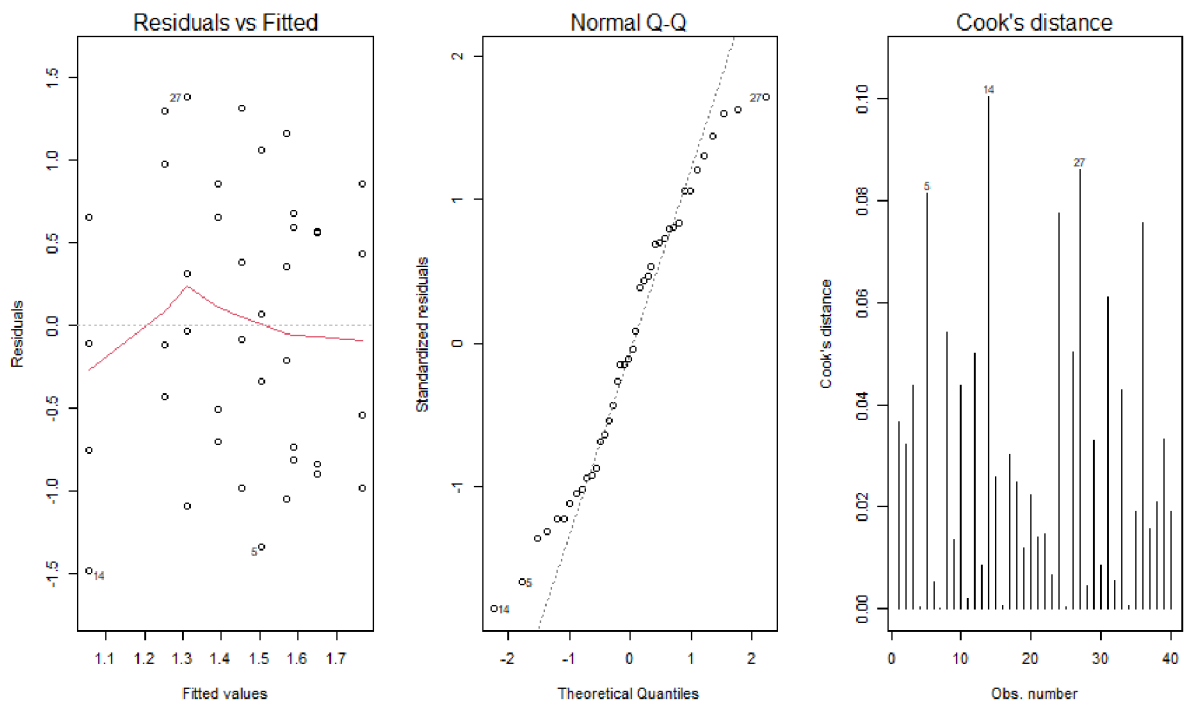 Residuals vs Fitted
Residuals
1.5
1.0
0.5
0.0
-0.5
-1.0
-1.5
27
5
14
1.1 1.2 1.3 1.4 1.5 1.6 1.7
Fitted values
Normal Q-Q
Standardized residuals
2
1
0
-1
27
5
14
-2 -1 0 1 2
Theoretical Quantiles
Cook's distance
Cook's distance
0.10
0.08
0.06
0.04
0.02
0.00
14
27
5
0 10 20 30 40
Obs. number